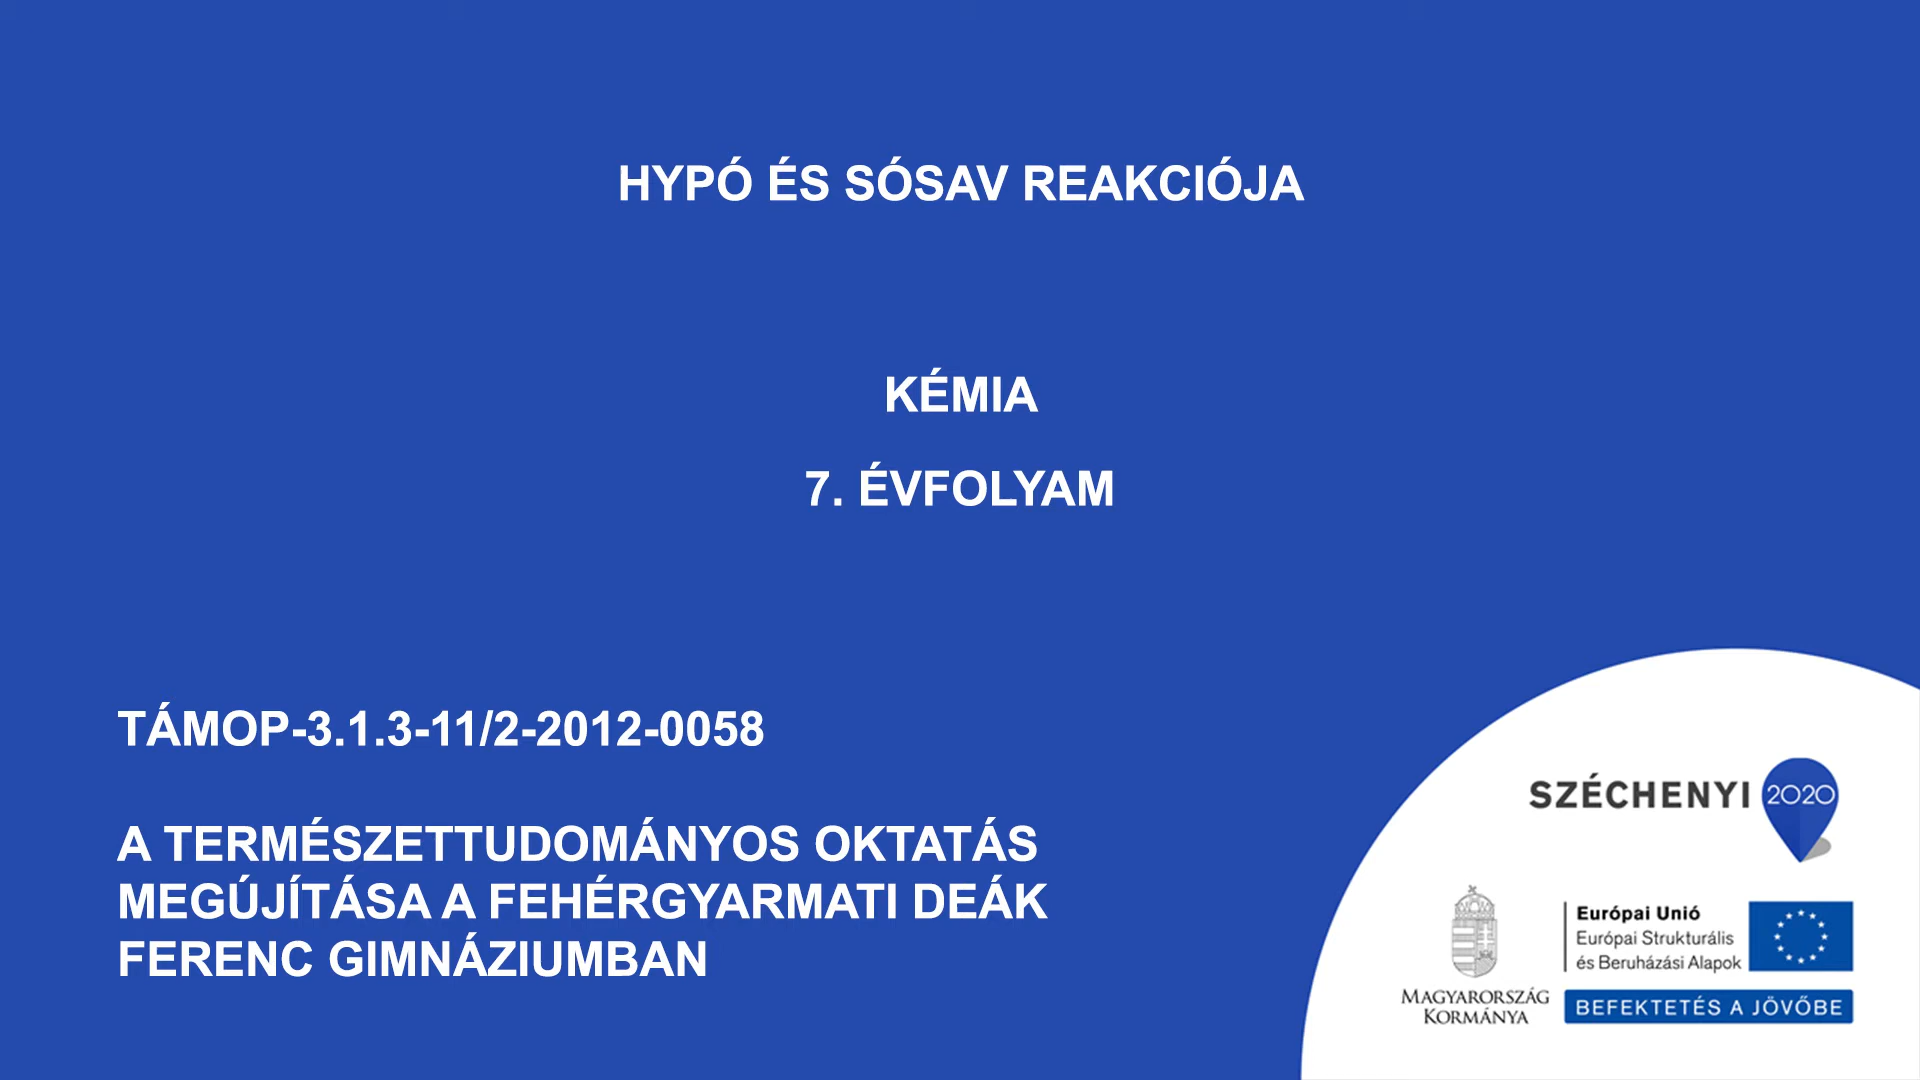 HYPÓ ÉS SÓSAV REAKCIÓJA
KÉMIA
7. ÉVFOLYAM
TÁMOP-3.1.3-11/2-2012-0058
A TERMÉSZETTUDOMÁNYOS OKTATÁS
MEGÚJÍTÁSA A FEHÉRGYARMATI DEÁK
FERENC GIMNÁZIUMBAN
SZÉCHENYI 2020
MAGYARORSZÁG
KORMÁNYA
Európai Unió
Európai Strukturális
és Beruházási Alapok
BEFEKTETÉS A JÖVŐBE